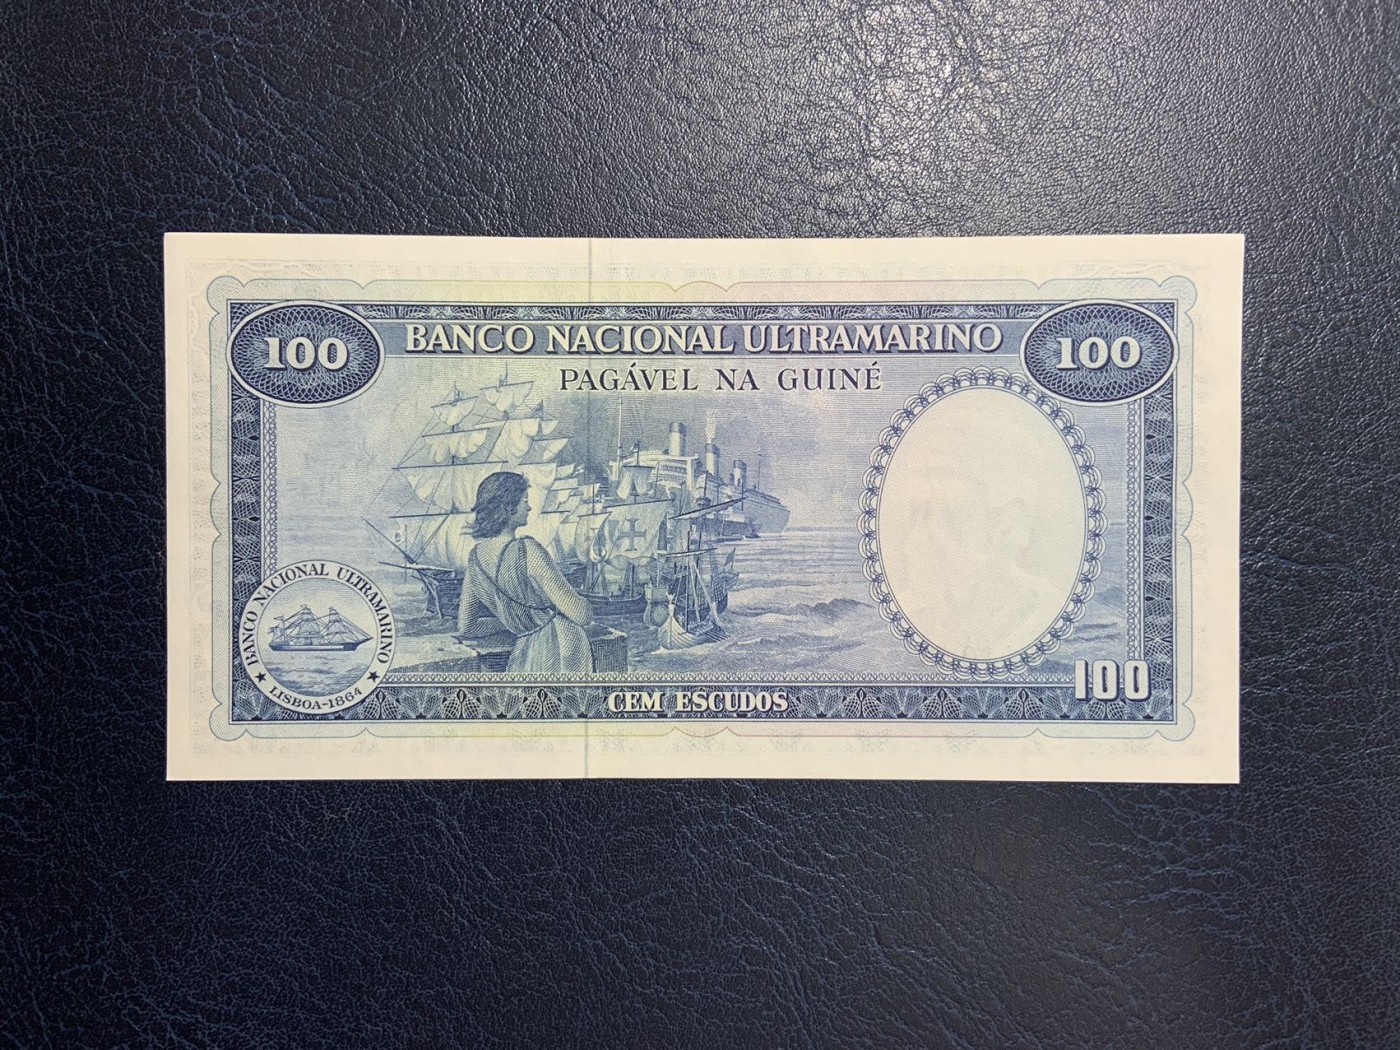 BANCO NACIONAL ULTRAMARINO
100
100
PAGÁVEL NA GUINÉ
BANCO NACIONAL ULTRAMARINO
★ LISBOA-1864 ★
CEM ESCUDOS
100